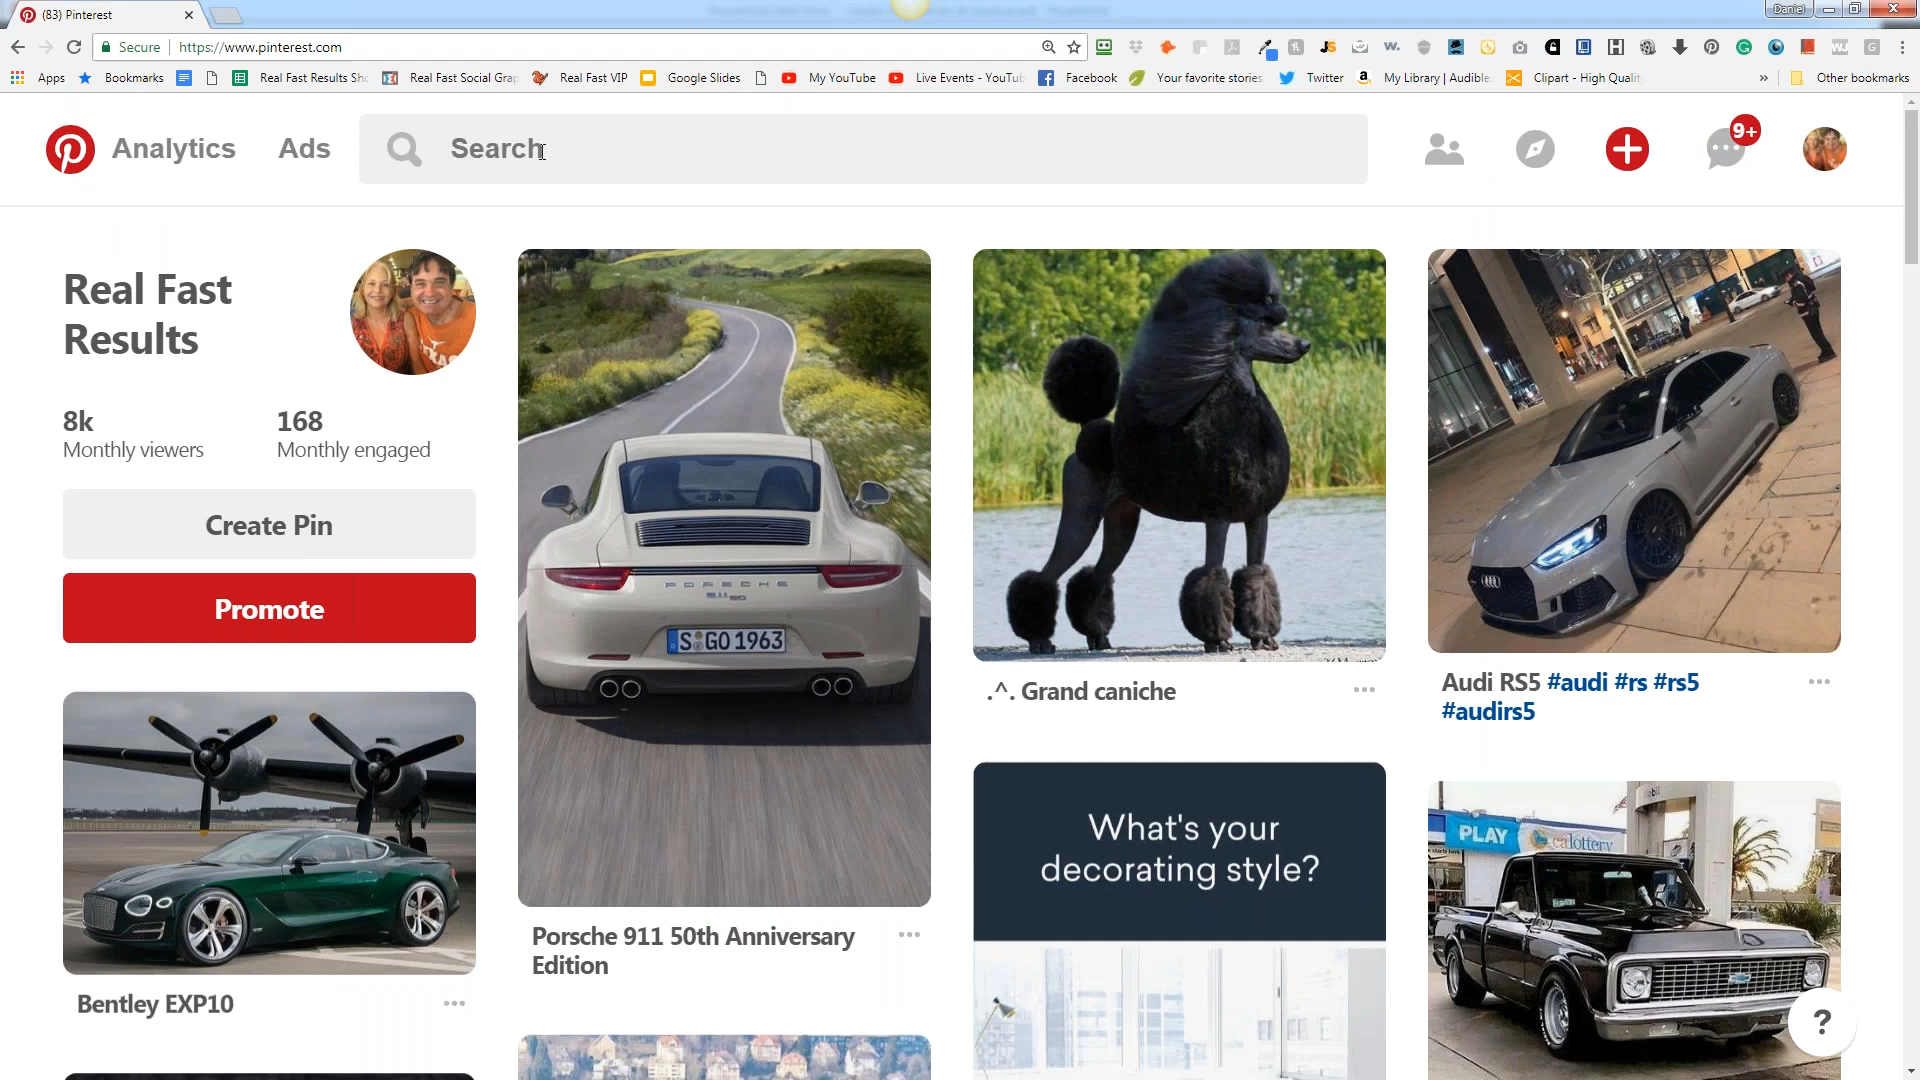 (83) Pinterest
Daniel
Secure
https://www.pinterest.com
Apps
Bookmarks
Real Fast Results Sh
Real Fast Social Grap
Real Fast VIP
Google Slides
My YouTube
Live Events - YouTu
Facebook
Your favorite stories
Twitter
My Library | Audible
Clipart - High Qualit
»
Other bookmarks
Analytics
Ads
Search
9+
Real Fast
Results
8k
Monthly viewers
168
Monthly engaged
Create Pin
Promote
Bentley EXP10
PORSCHE
S GO 1963
Porsche 911 50th Anniversary
Edition
.^. Grand caniche
What's your
decorating style?
Audi RS5 #audi #rs #rs5
#audirs5
PLAY
calottery
?